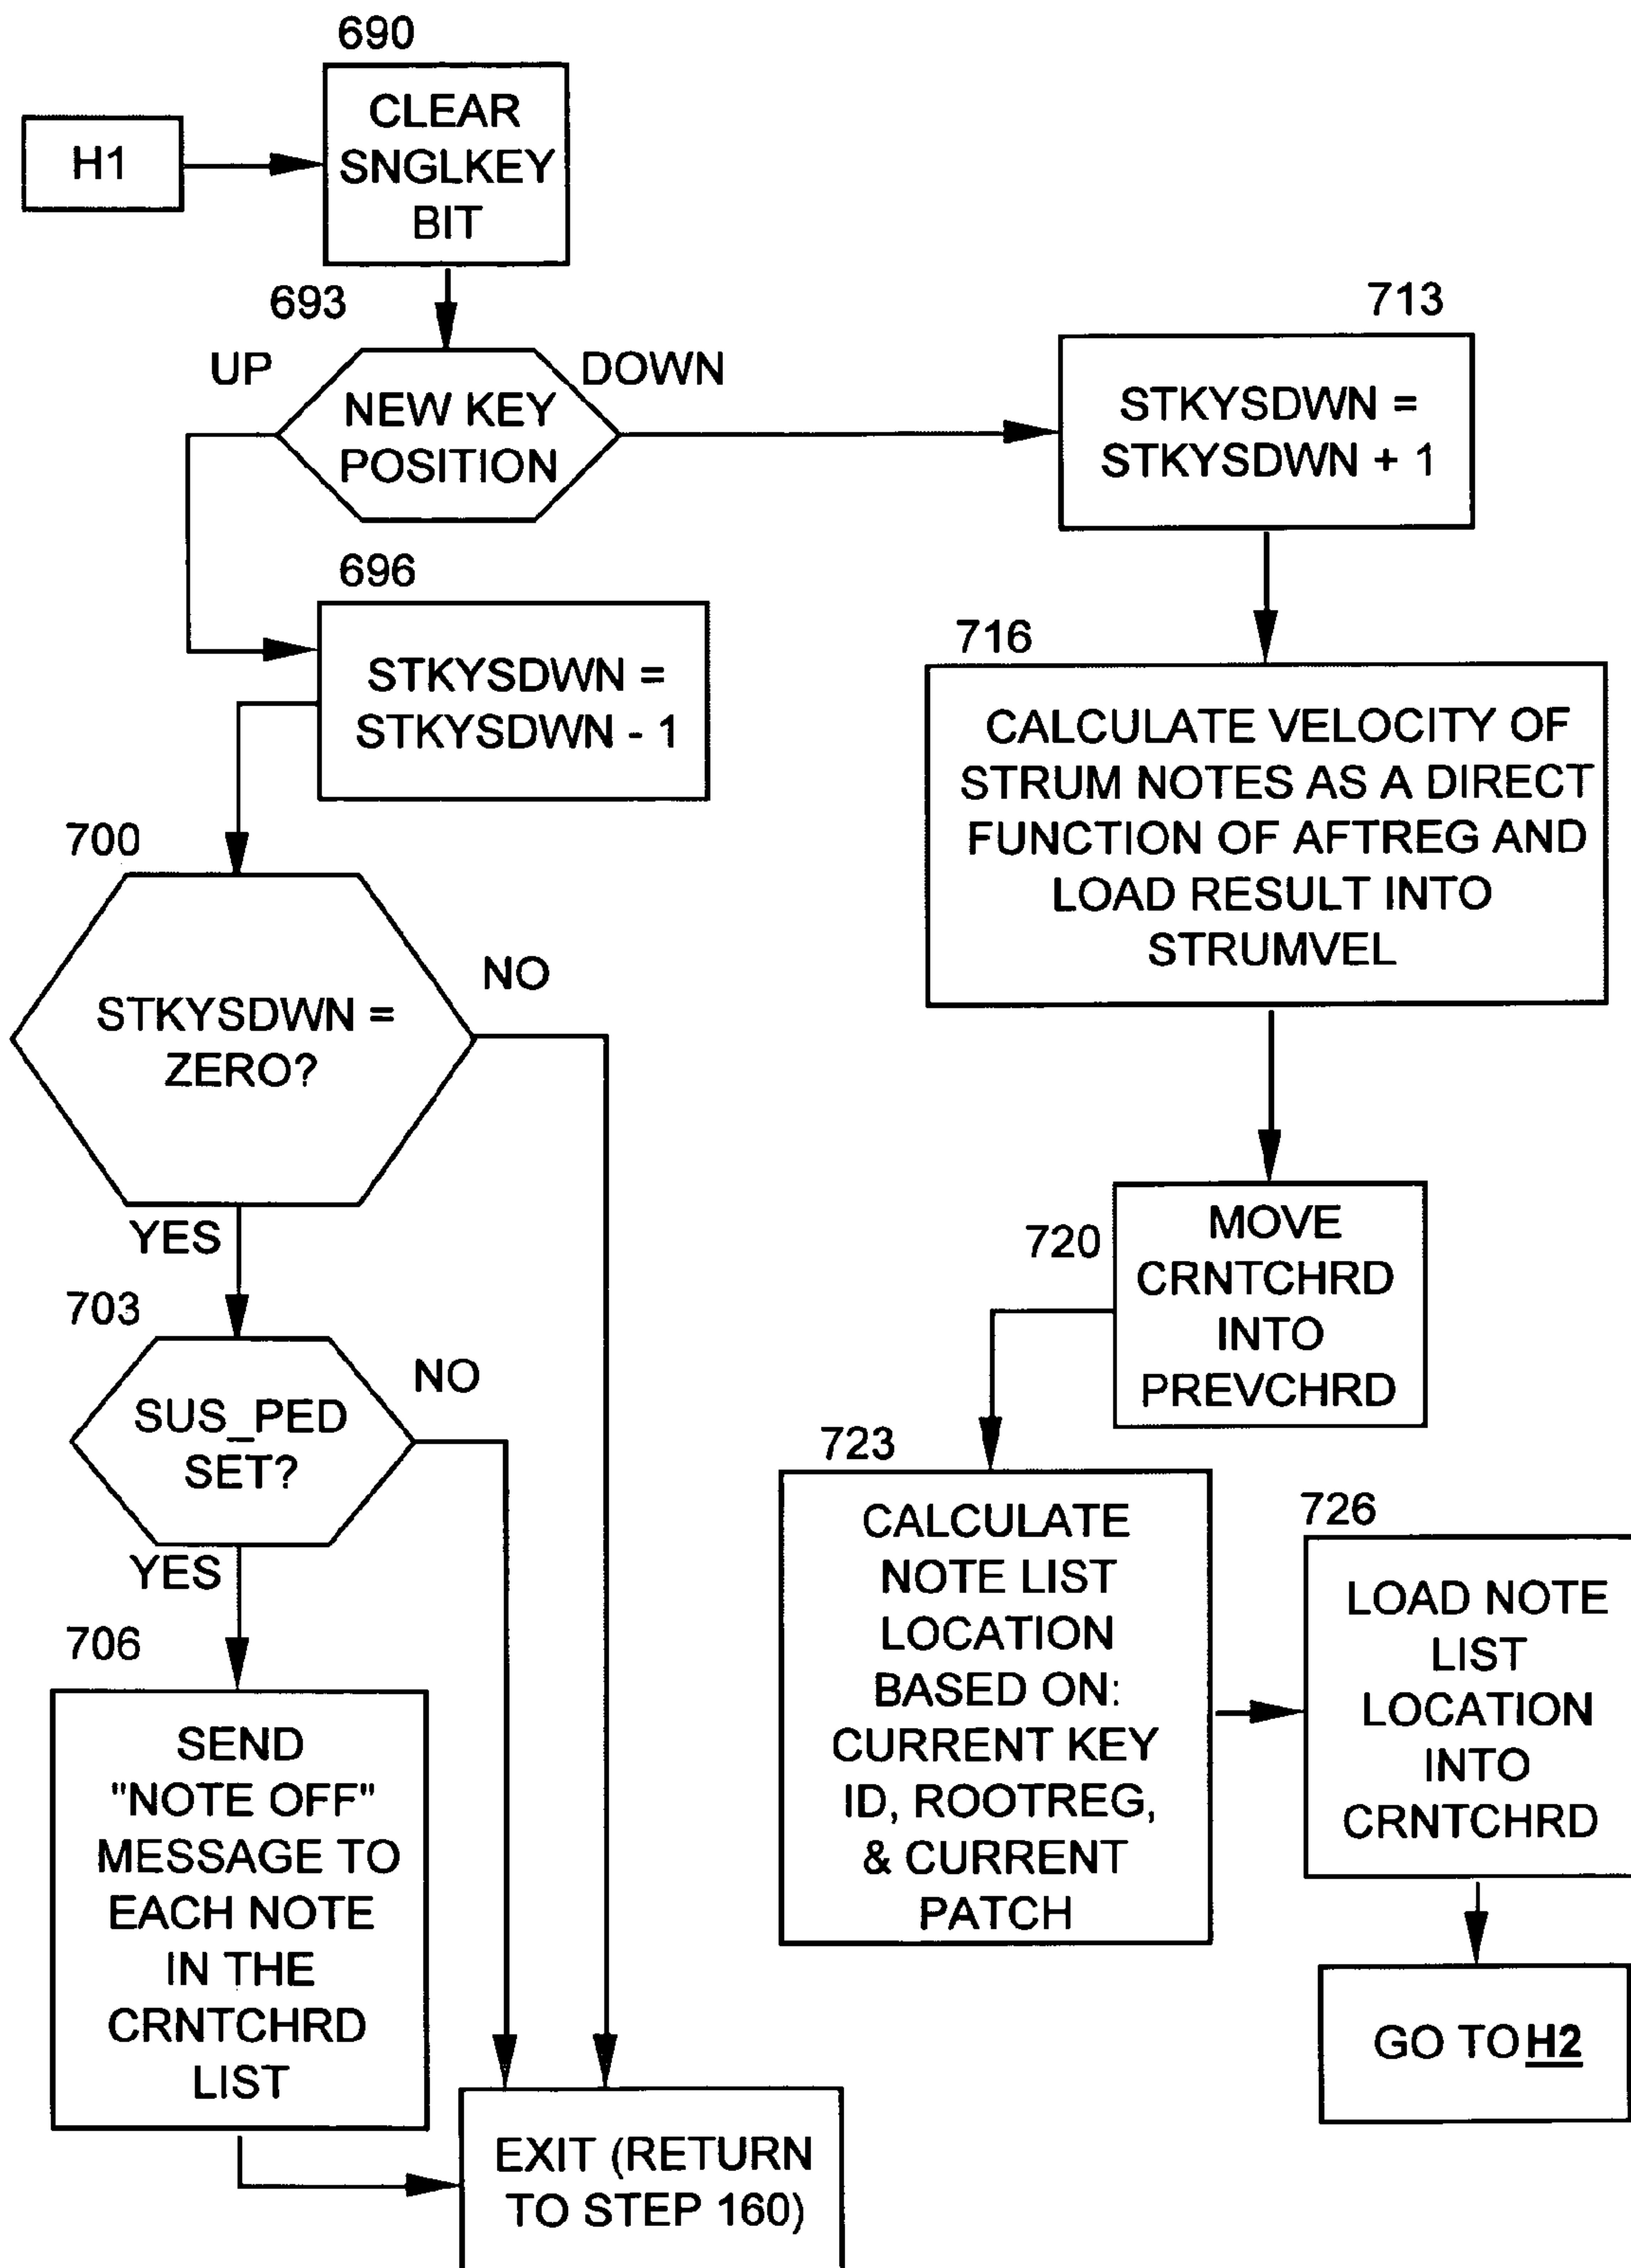 690
CLEAR
SNGLKEY
BIT
H1
693
UP
DOWN
NEW KEY
POSITION
713
STKYSDWN =
STKYSDWN + 1
696
STKYSDWN =
STKYSDWN - 1
716
CALCULATE VELOCITY OF
STRUM NOTES AS A DIRECT
FUNCTION OF AFTREG AND
LOAD RESULT INTO
STRUMVEL
700
STKYSDWN =
ZERO?
NO
YES
720
MOVE
CRNTCHRD
INTO
PREVCHRD
703
SUS_PED
SET?
NO
YES
723
CALCULATE
NOTE LIST
LOCATION
BASED ON:
CURRENT KEY
ID, ROOTREG,
& CURRENT
PATCH
726
LOAD NOTE
LIST
LOCATION
INTO
CRNTCHRD
706
SEND
"NOTE OFF"
MESSAGE TO
EACH NOTE
IN THE
CRNTCHRD
LIST
GO TO H2
EXIT (RETURN
TO STEP 160)